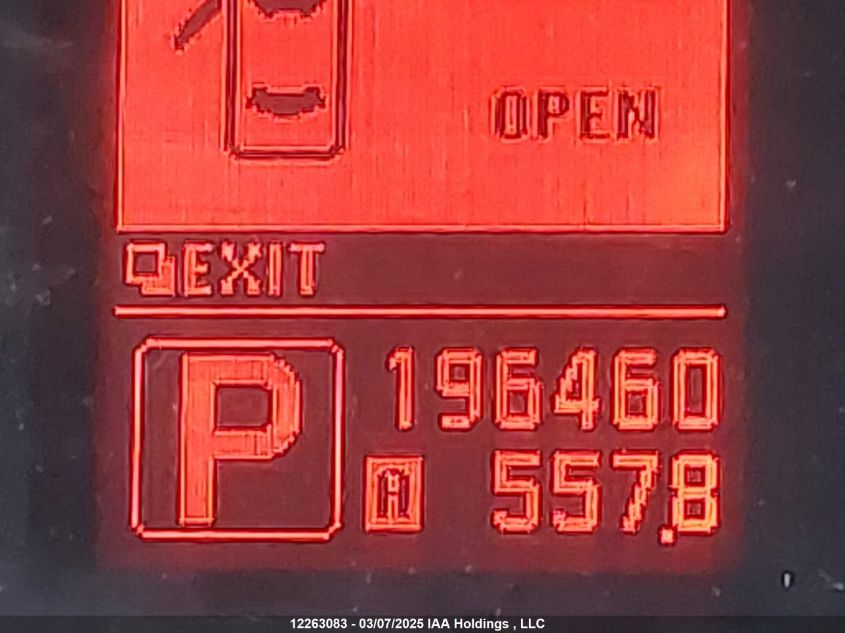 OPEN
EXIT
P
196460
A 557.8
12263083 - 03/07/2025 IAA Holdings , LLC